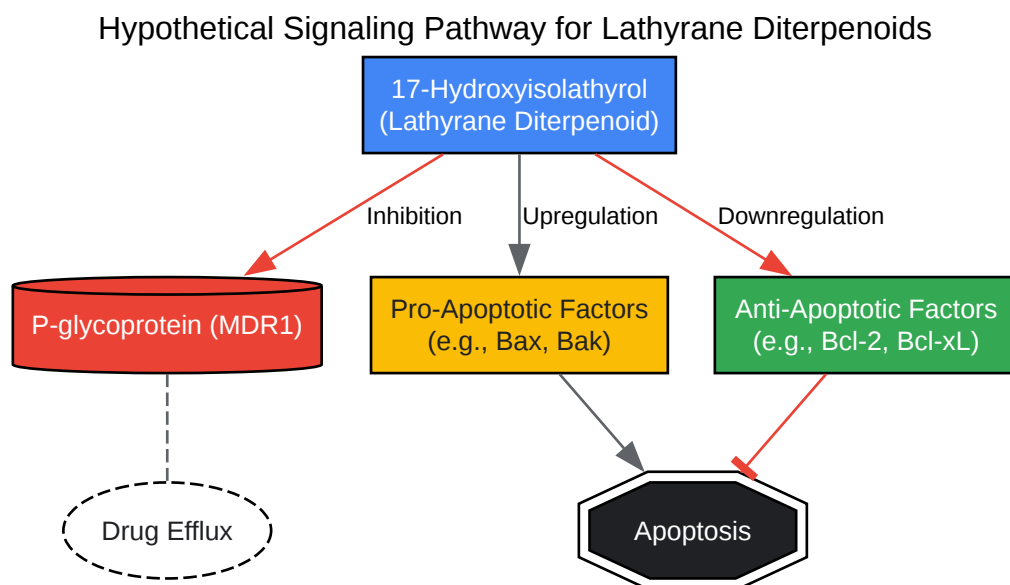 Hypothetical Signaling Pathway for Lathyrane Diterpenoids
17-Hydroxyisolathyrol
(Lathyrane Diterpenoid)
Inhibition
Upregulation
Downregulation
P-glycoprotein (MDR1)
Pro-Apoptotic Factors
(e.g., Bax, Bak)
Anti-Apoptotic Factors
(e.g., Bcl-2, Bcl-xL)
Drug Efflux
Apoptosis